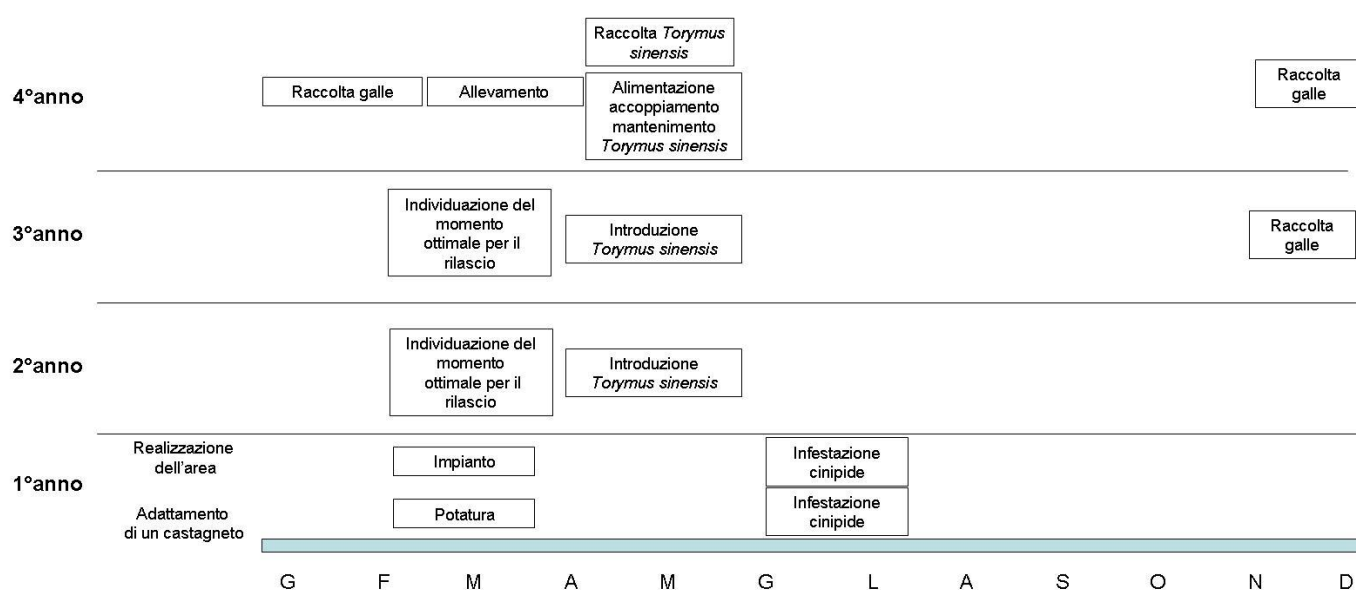 4°anno
Raccolta galle
Allevamento
Raccolta Torymus
sinensis
Alimentazione
accoppiamento
mantenimento
Torymus sinensis
Raccolta
galle
3°anno
Individuazione del
momento
ottimale per il
rilascio
Introduzione
Torymus sinensis
Raccolta
galle
2°anno
Individuazione del
momento
ottimale per il
rilascio
Introduzione
Torymus sinensis
1°anno
Realizzazione
dell'area
Impianto
Infestazione
cinipide
Adattamento
di un castagneto
Potatura
Infestazione
cinipide
G F M A M G L A S O N D